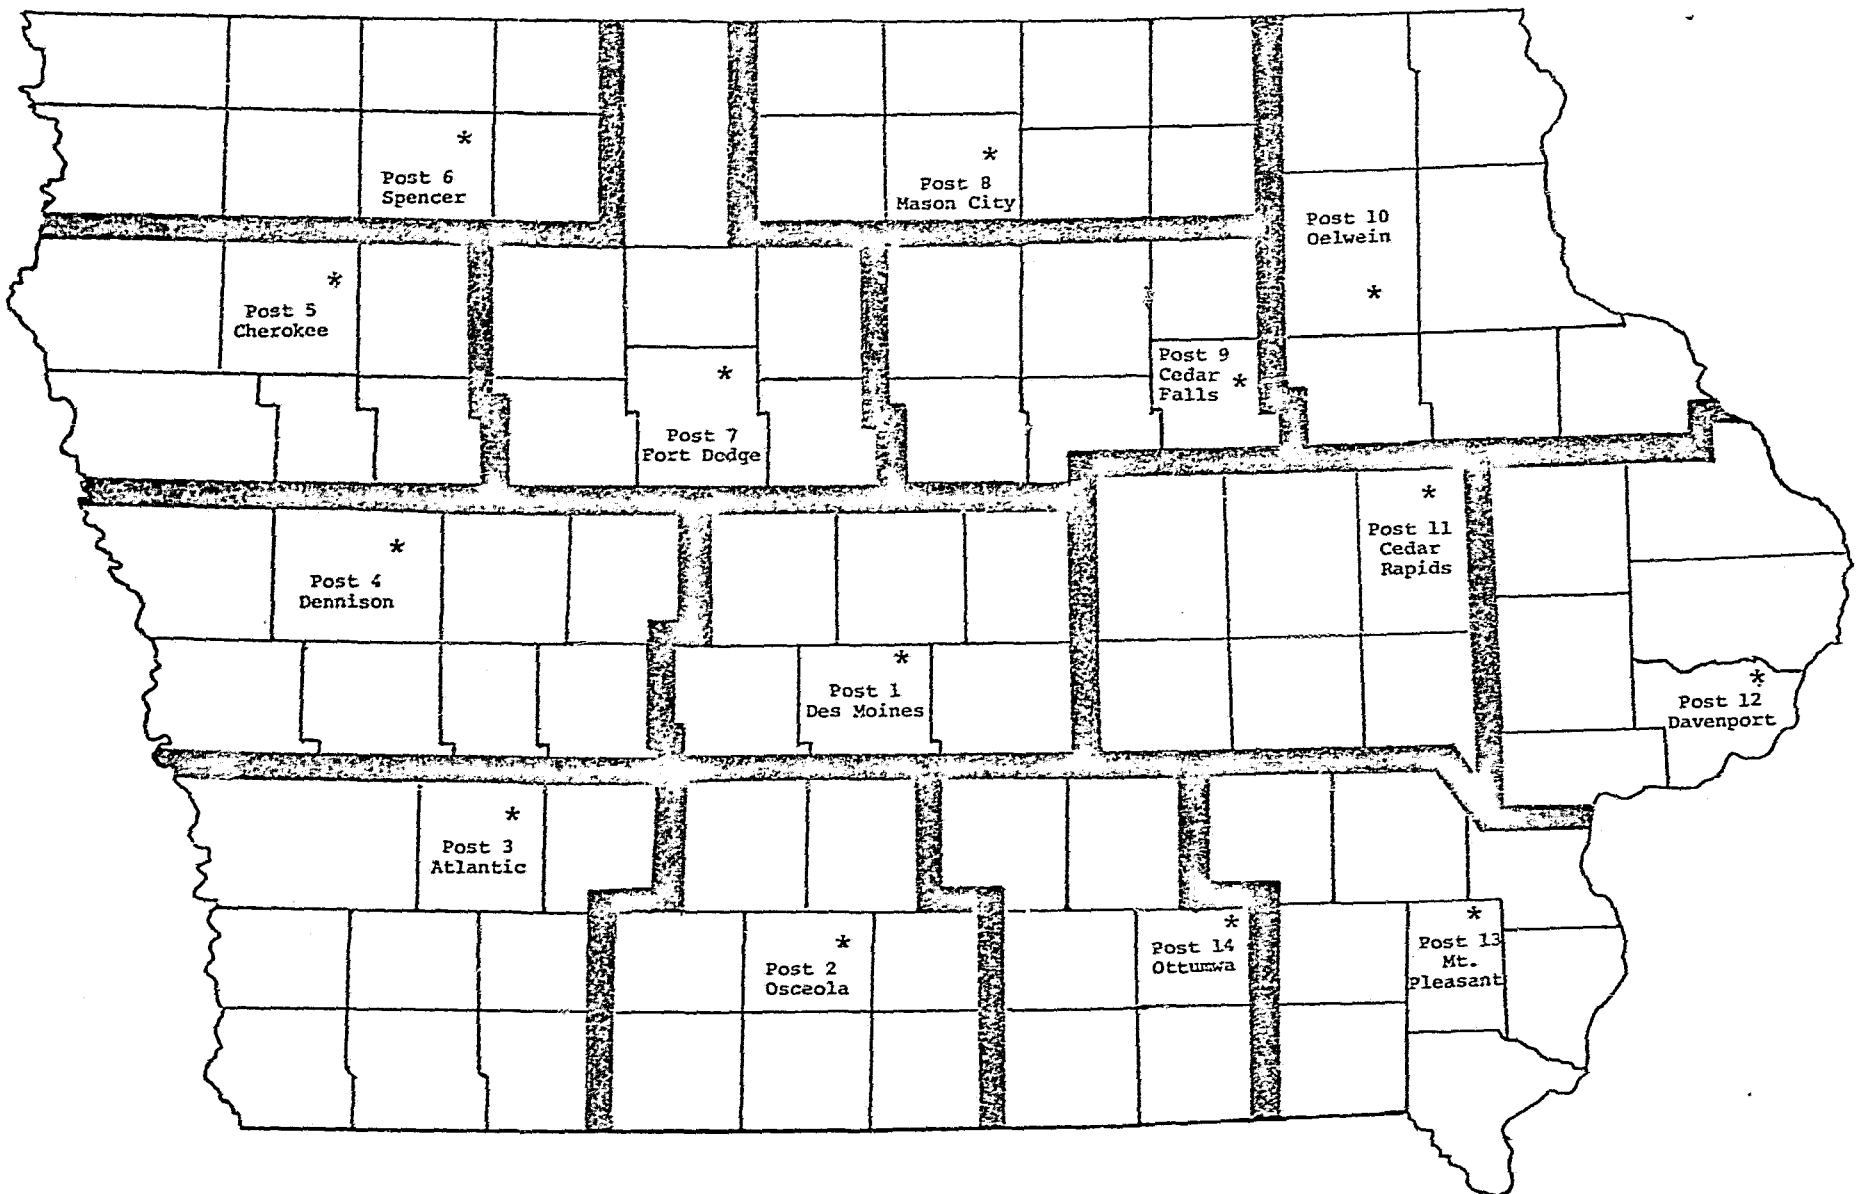 Post 6
Spencer
Post 8
Mason City
Post 10
Oelwein
Post 5
Cherokee
Post 9
Cedar
Falls
Post 7
Fort Dodge
Post 11
Cedar
Rapids
Post 4
Dennison
Post 1
Des Moines
Post 12
Davenport
Post 3
Atlantic
Post 2
Osceola
Post 14
Ottumwa
Post 13
Mt.
Pleasant